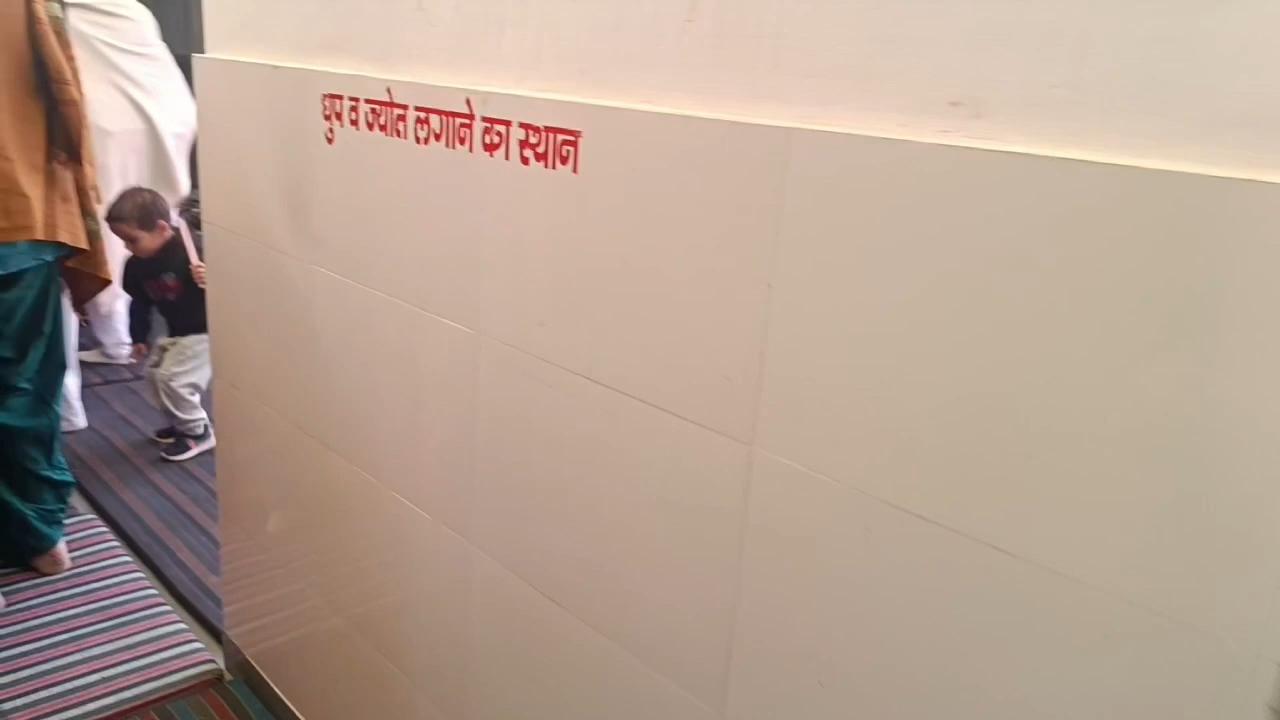 धुप व ज्योत लगाने का स्थान